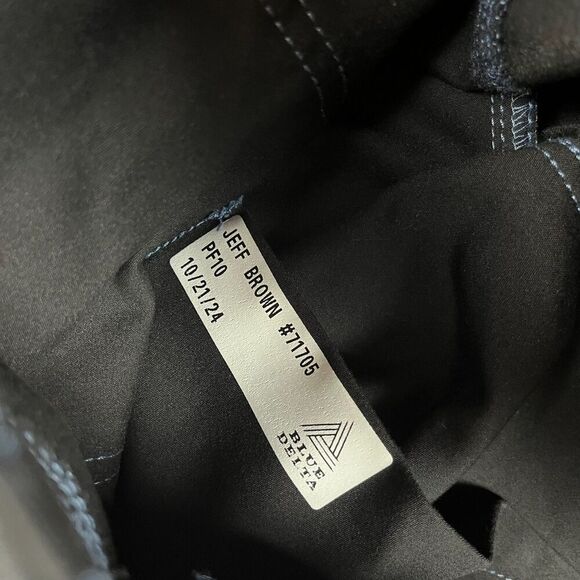 JEFF BROWN #71705
PF10
10/21/24
BLUE
DELTA